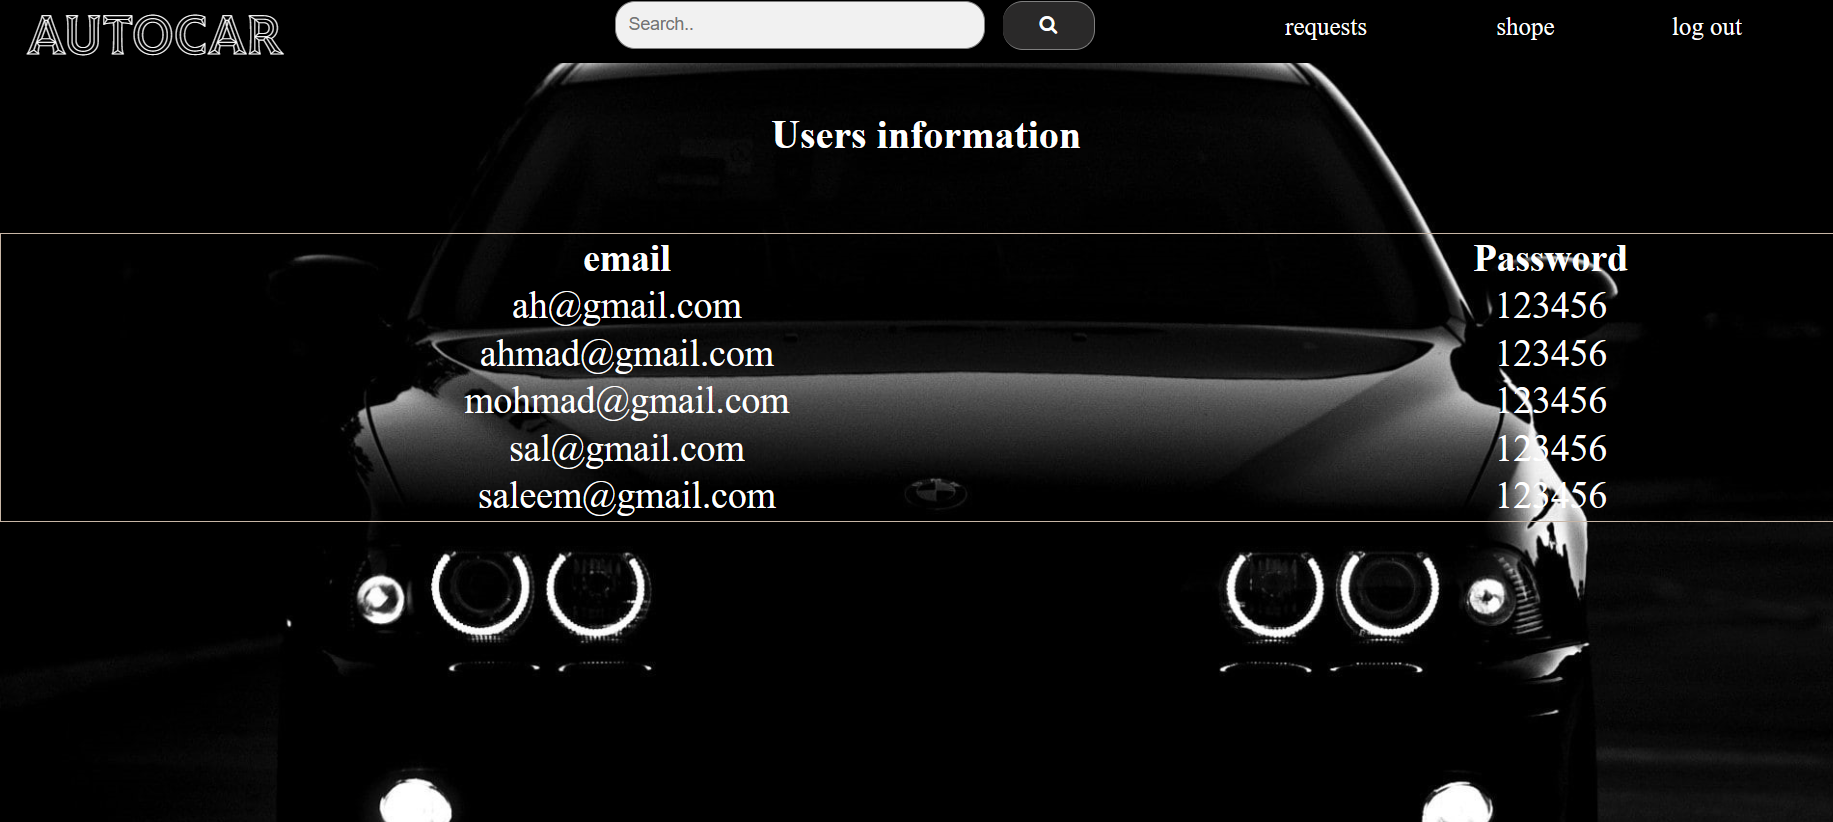 AUTOCAR
Search..
requests
shope
log out
Users information
email Password
ah@gmail.com 123456
ahmad@gmail.com 123456
mohmad@gmail.com 123456
sal@gmail.com 123456
saleem@gmail.com 123456